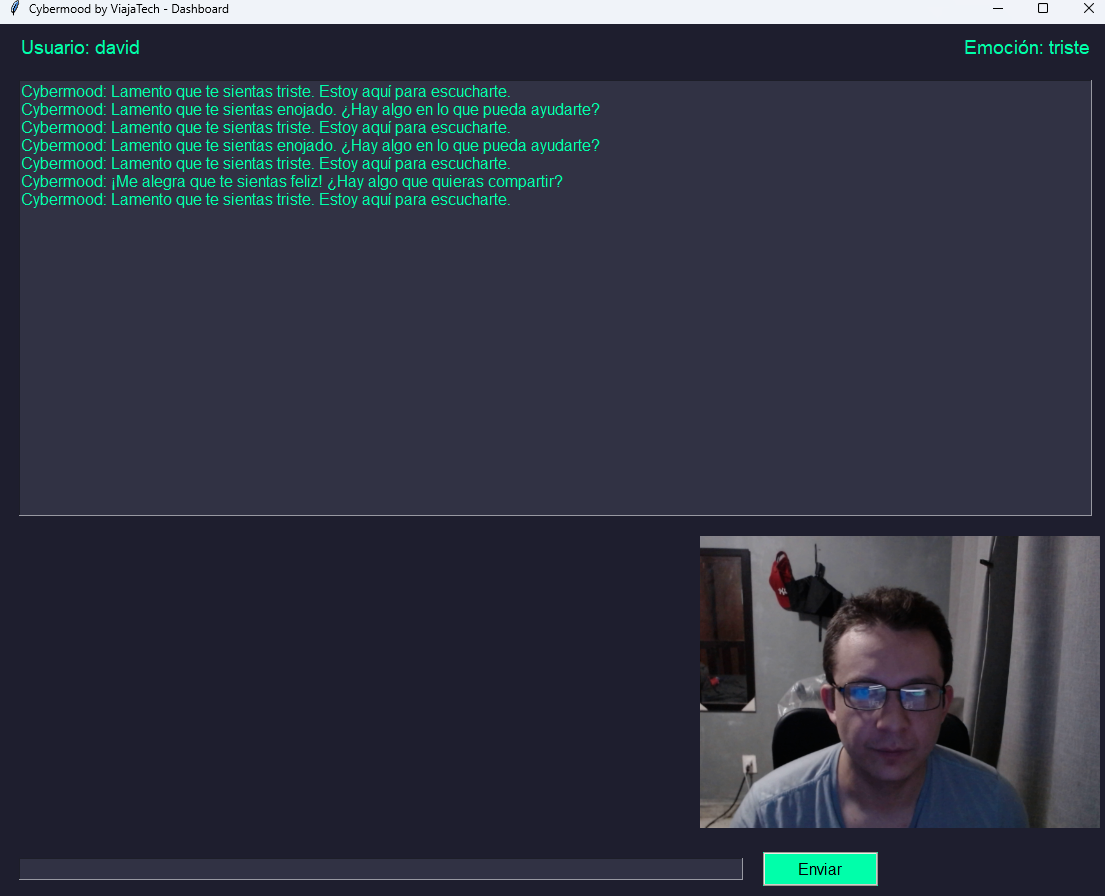 Cybermood by ViajaTech - Dashboard
Usuario: david
Emoción: triste
Cybermood: Lamento que te sientas triste. Estoy aquí para escucharte.
Cybermood: Lamento que te sientas enojado. ¿Hay algo en lo que pueda ayudarte?
Cybermood: Lamento que te sientas triste. Estoy aquí para escucharte.
Cybermood: Lamento que te sientas enojado. ¿Hay algo en lo que pueda ayudarte?
Cybermood: Lamento que te sientas triste. Estoy aquí para escucharte.
Cybermood: ¡Me alegra que te sientas feliz! ¿Hay algo que quieras compartir?
Cybermood: Lamento que te sientas triste. Estoy aquí para escucharte.
Enviar